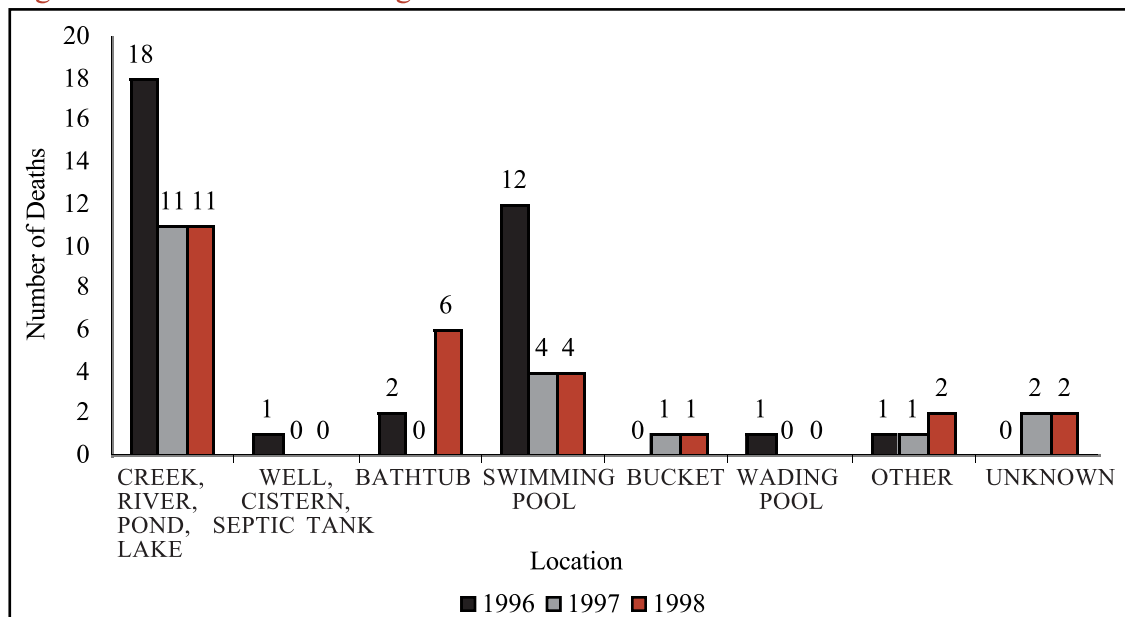 20
18
16
14
12
10
8
6
4
2
0
Number of Deaths
18
11 11
1
0 0
2
0
6
12
4 4
0
1 1
1
0 0
1 1
2
0
2 2
CREEK,
RIVER,
POND,
LAKE
WELL,
CISTERN,
SEPTIC TANK
BATHTUB
SWIMMING
POOL
BUCKET
WADING
POOL
OTHER
UNKNOWN
Location
1996 1997 1998